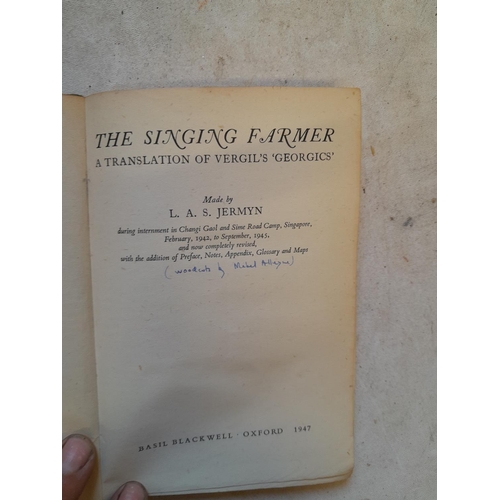 THE SINGING FARMER
A TRANSLATION OF VERGIL'S 'GEORGICS'
Made by
L. A. S. JERMYN
during internment in Changi Gaol and Sime Road Camp, Singapore,
February, 1942, to September, 1945,
and now completely revised,
with the addition of Preface, Notes, Appendix, Glossary and Maps
(woodcuts by Michael
BASIL BLACKWELL · OXFORD 1947